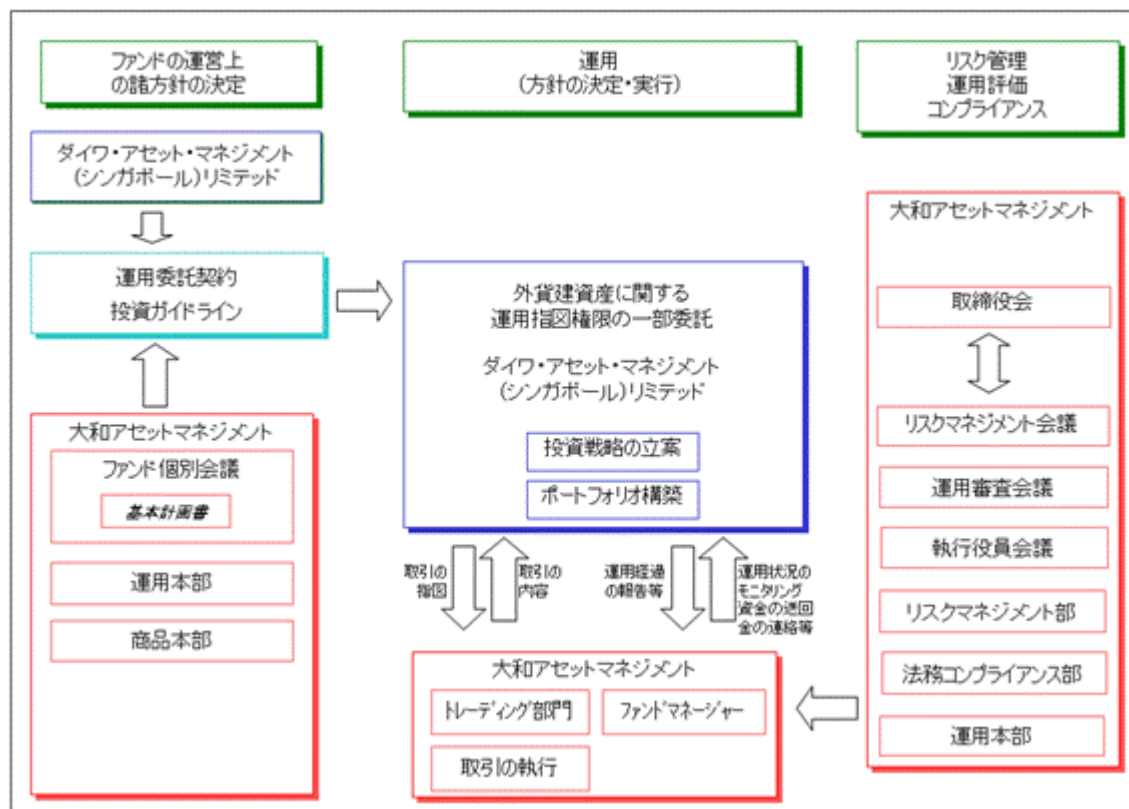 ファンドの運営上
の諸方針の決定
運用
(方針の決定・実行)
リスク管理
運用評価
コンプライアンス
ダイワ・アセット・マネジメント
(シンガポール)リミテッド
運用委託契約
投資ガイドライン
大和アセットマネジメント
ファンド個別会議
基本計画書
運用本部
商品本部
外貨建資産に関する
運用指図権限の一部委託
ダイワ・アセット・マネジメント
(シンガポール)リミテッド
投資戦略の立案
ポートフォリオ構築
取引の
指図
取引の
内容
運用経過
の報告等
運用状況の
モニタリング
資金の送回
金の連絡等
大和アセットマネジメント
トレーディング部門
ファンドマネージャー
取引の執行
大和アセットマネジメント
取締役会
リスクマネジメント会議
運用審査会議
執行役員会議
リスクマネジメント部
法務コンプライアンス部
運用本部